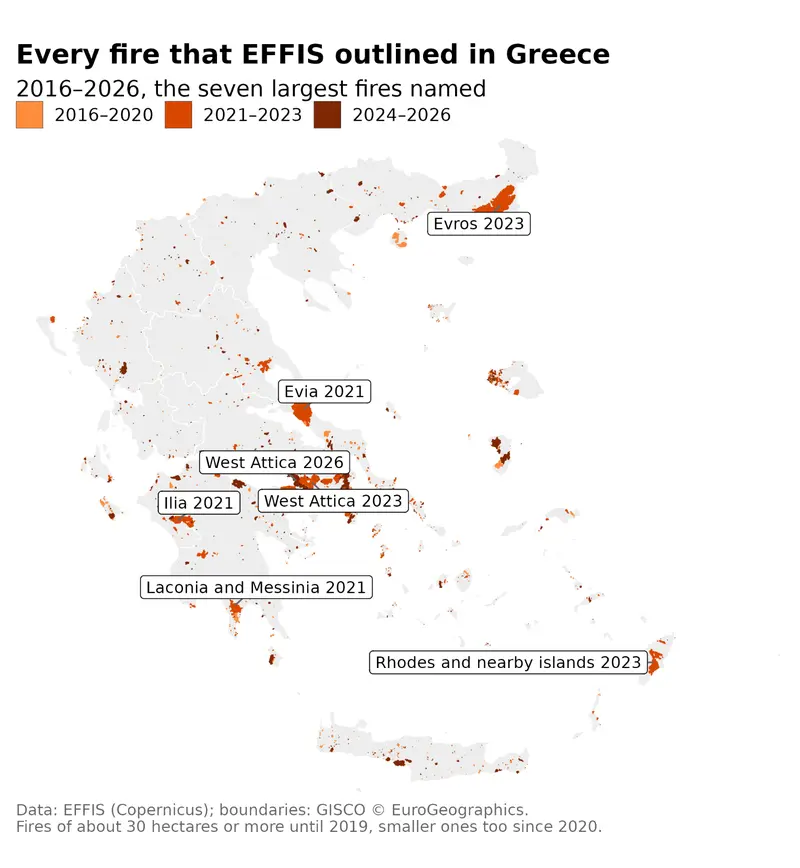 Every fire that EFFIS outlined in Greece
2016–2026, the seven largest fires named
2016–2020 2021–2023 2024–2026
Evros 2023
Evia 2021
West Attica 2026
West Attica 2023
Ilia 2021
Laconia and Messinia 2021
Rhodes and nearby islands 2023
Data: EFFIS (Copernicus); boundaries: GISCO © EuroGeographics.
Fires of about 30 hectares or more until 2019, smaller ones too since 2020.